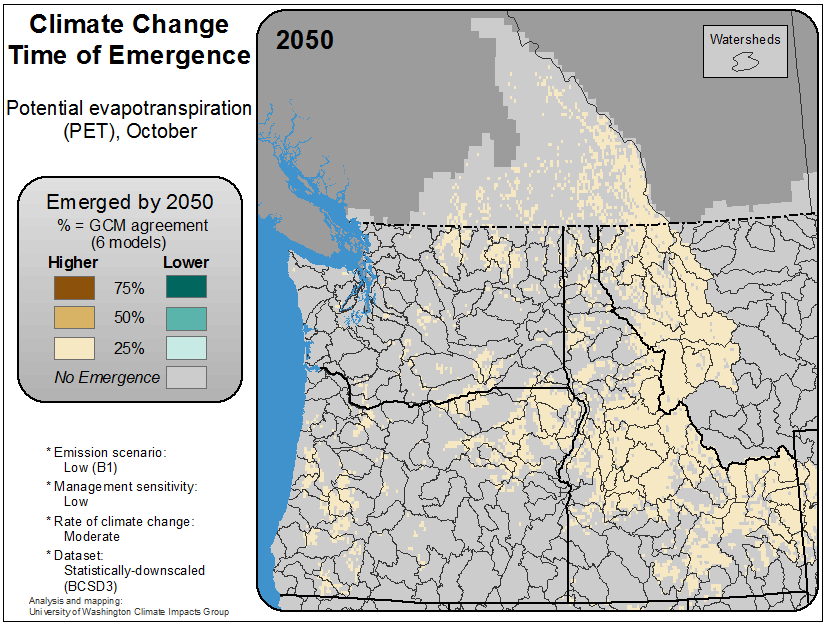 Climate Change
Time of Emergence
Potential evapotranspiration
(PET), October
Emerged by 2050
% = GCM agreement
(6 models)
Higher Lower
75%
50%
25%
No Emergence
* Emission scenario:
Low (B1)
* Management sensitivity:
Low
* Rate of climate change:
Moderate
* Dataset:
Statistically-downscaled
(BCSD3)
Analysis and mapping:
University of Washington Climate Impacts Group
2050
Watersheds